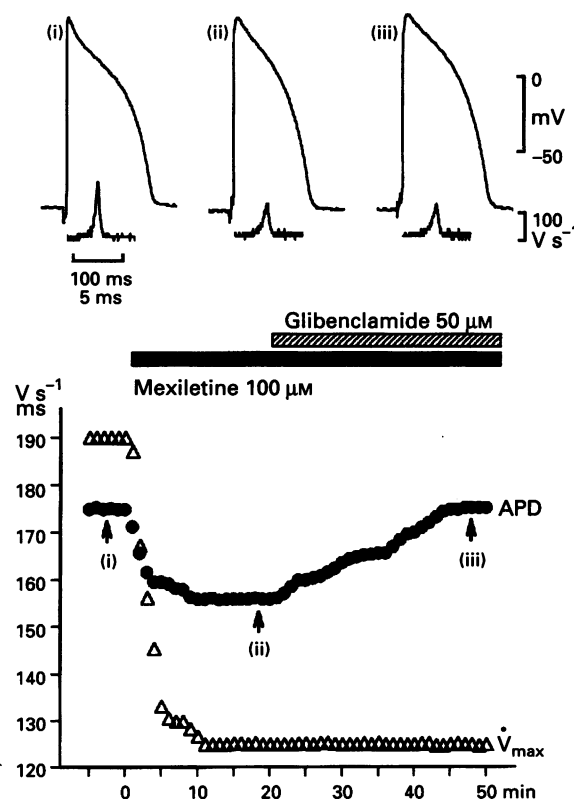 (i) (ii) (iii)
0
mV
−50
100
V s⁻
100 ms
5 ms
Glibenclamide 50 μM
Mexiletine 100 μM
V s⁻¹
ms
190
180
170
160
150
140
130
120
APD
(i)
(ii)
(iii)
V̇max
0 10 20 30 40 50 min